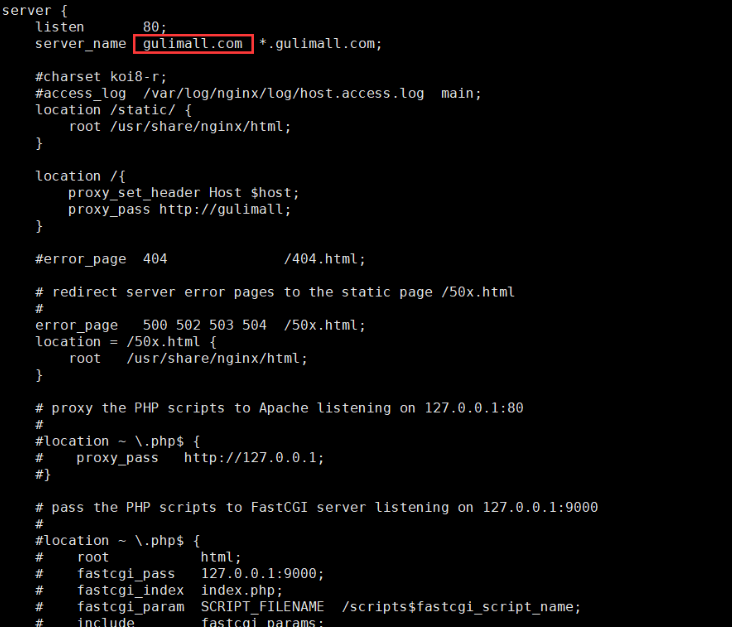 server {
    listen       80;
    server_name  gulimall.com  *.gulimall.com;

    #charset koi8-r;
    #access_log  /var/log/nginx/log/host.access.log  main;
    location /static/ {
        root /usr/share/nginx/html;
    }

    location /{
        proxy_set_header Host $host;
        proxy_pass http://gulimall;
    }

    #error_page  404              /404.html;

    # redirect server error pages to the static page /50x.html
    #
    error_page   500 502 503 504  /50x.html;
    location = /50x.html {
        root   /usr/share/nginx/html;
    }

    # proxy the PHP scripts to Apache listening on 127.0.0.1:80
    #
    #location ~ \.php$ {
    #    proxy_pass   http://127.0.0.1;
    #}

    # pass the PHP scripts to FastCGI server listening on 127.0.0.1:9000
    #
    #location ~ \.php$ {
    #    root           html;
    #    fastcgi_pass   127.0.0.1:9000;
    #    fastcgi_index  index.php;
    #    fastcgi_param  SCRIPT_FILENAME  /scripts$fastcgi_script_name;
    #    include        fastcgi_params;